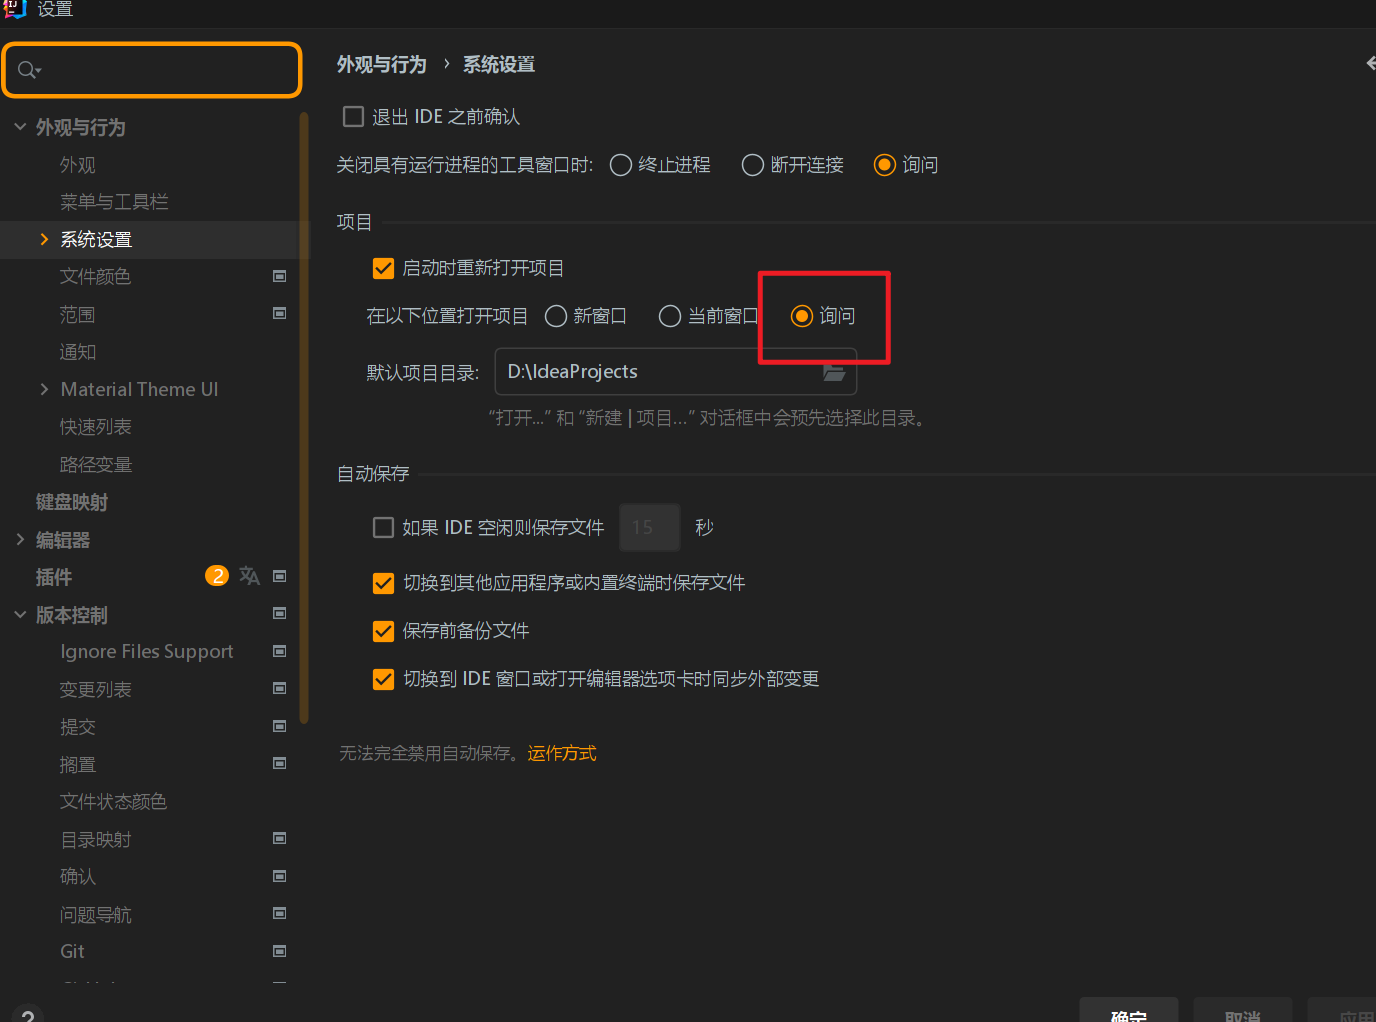 设置
外观与行为 › 系统设置
退出 IDE 之前确认
关闭具有运行进程的工具窗口时: 终止进程 断开连接 询问
项目
启动时重新打开项目
在以下位置打开项目 新窗口 当前窗口 询问
默认项目目录: D:\IdeaProjects
“打开...” 和 “新建 | 项目...” 对话框中会预先选择此目录。
自动保存
如果 IDE 空闲则保存文件 15 秒
切换到其他应用程序或内置终端时保存文件
保存前备份文件
切换到 IDE 窗口或打开编辑器选项卡时同步外部变更
无法完全禁用自动保存。运作方式
外观与行为
外观
菜单与工具栏
系统设置
文件颜色
范围
通知
Material Theme UI
快速列表
路径变量
键盘映射
编辑器
插件 2
版本控制
Ignore Files Support
变更列表
提交
搁置
文件状态颜色
目录映射
确认
问题导航
Git
?
确定 取消 应用